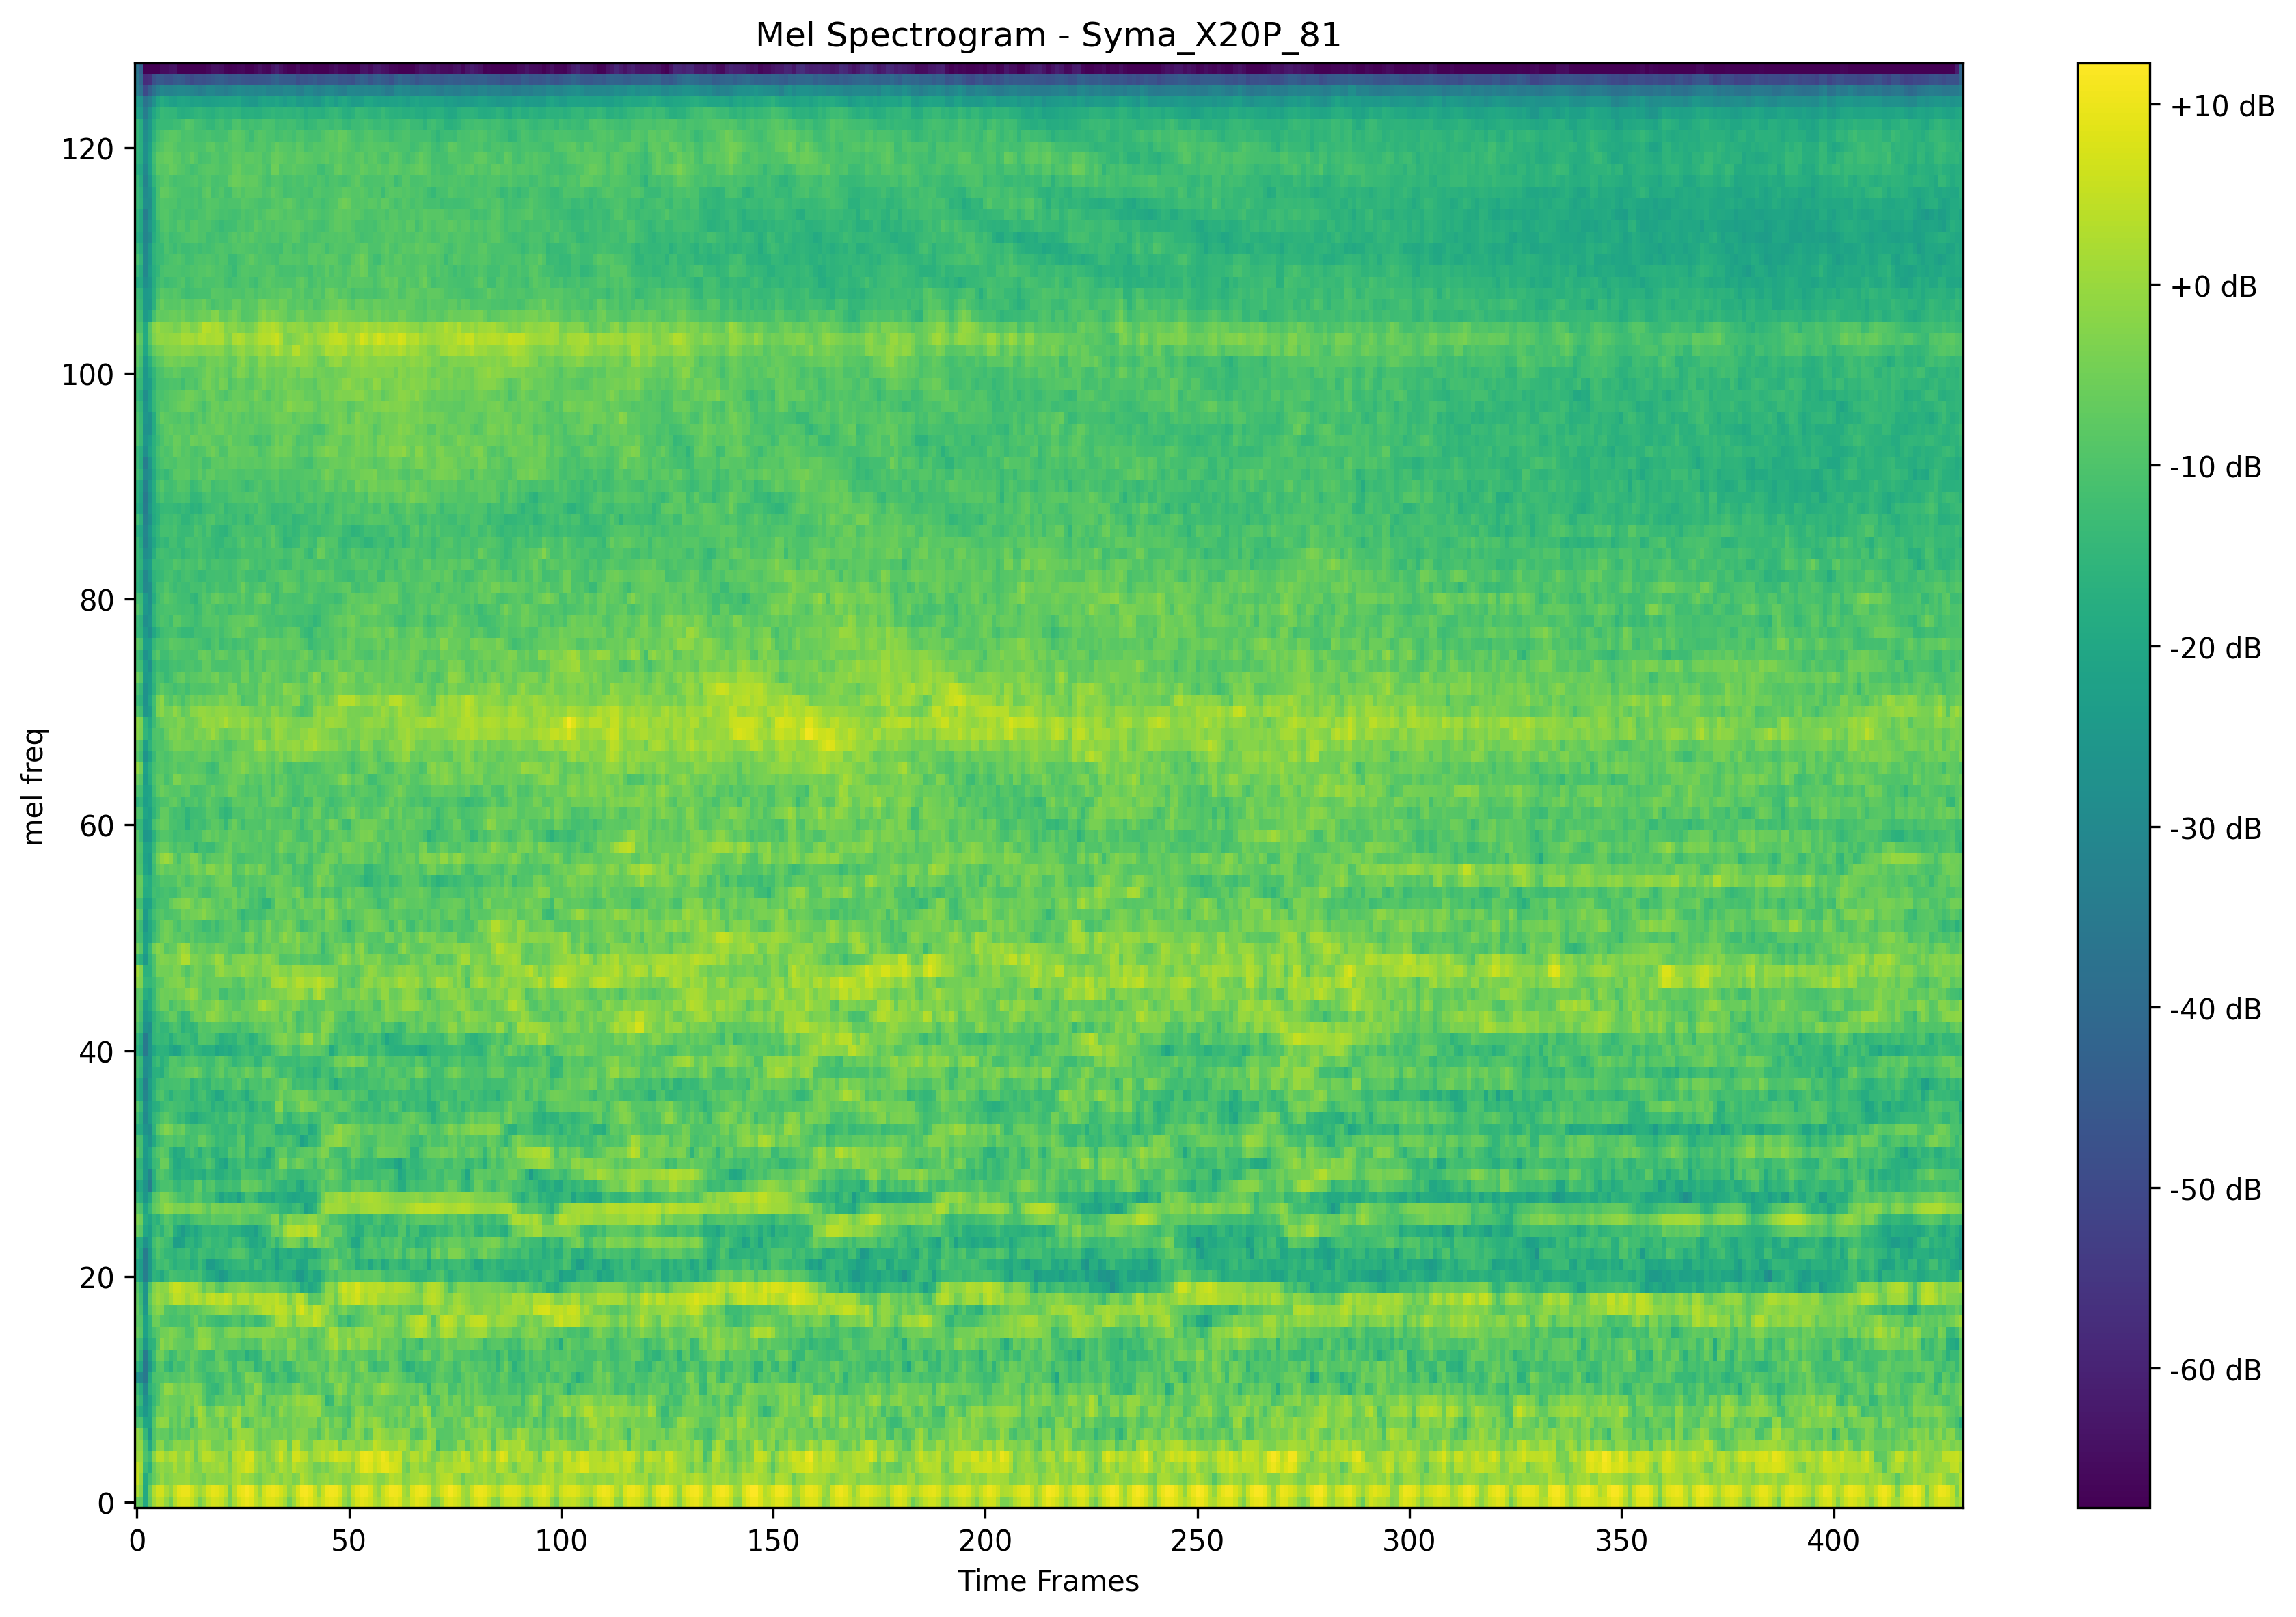 Mel Spectrogram - Syma_X20P_81
mel freq
120
100
80
60
40
20
0
0 50 100 150 200 250 300 350 400
Time Frames
+10 dB
+0 dB
-10 dB
-20 dB
-30 dB
-40 dB
-50 dB
-60 dB